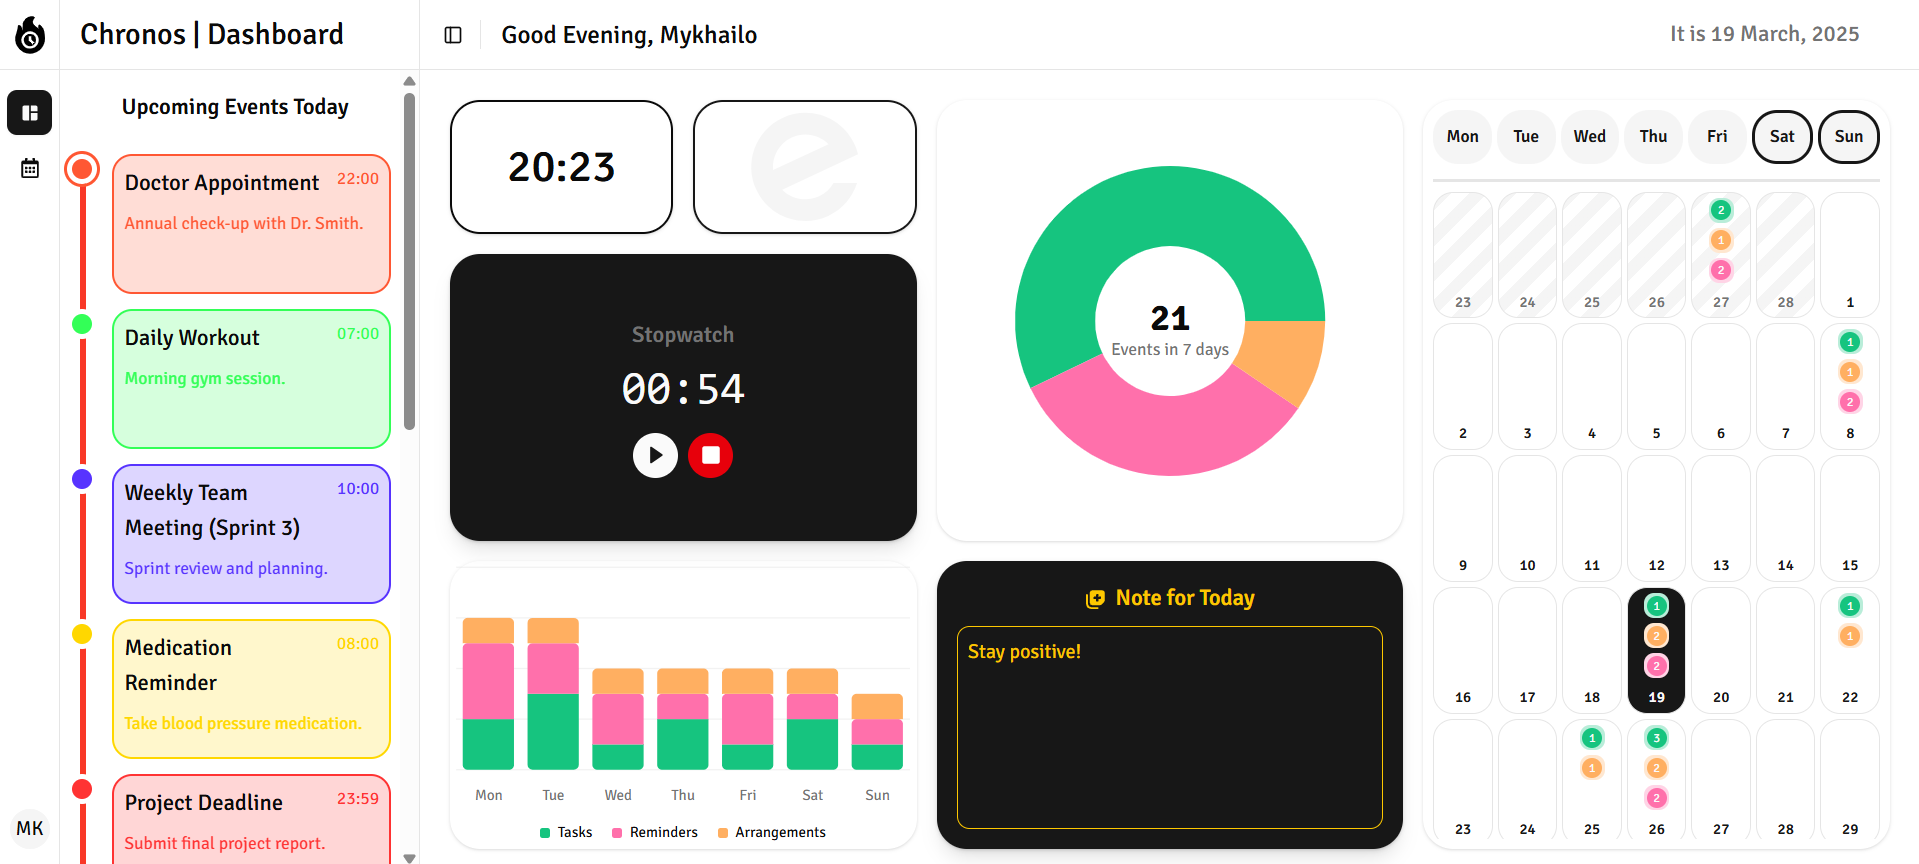 Chronos | Dashboard
Good Evening, Mykhailo
It is 19 March, 2025
Upcoming Events Today
Doctor Appointment
22:00
Annual check-up with Dr. Smith.
Daily Workout
07:00
Morning gym session.
Weekly Team
Meeting (Sprint 3)
10:00
Sprint review and planning.
Medication
Reminder
08:00
Take blood pressure medication.
Project Deadline
23:59
Submit final project report.
MK
20:23
e
Stopwatch
00:54
Mon Tue Wed Thu Fri Sat Sun
Tasks Reminders Arrangements
21
Events in 7 days
Note for Today
Stay positive!
Mon Tue Wed Thu Fri Sat Sun
2
1
2
23 24 25 26 27 28 1
1
1
2
2 3 4 5 6 7 8
9 10 11 12 13 14 15
1 1
2 1
2
16 17 18 19 20 21 22
1 3
1 2
2
23 24 25 26 27 28 29